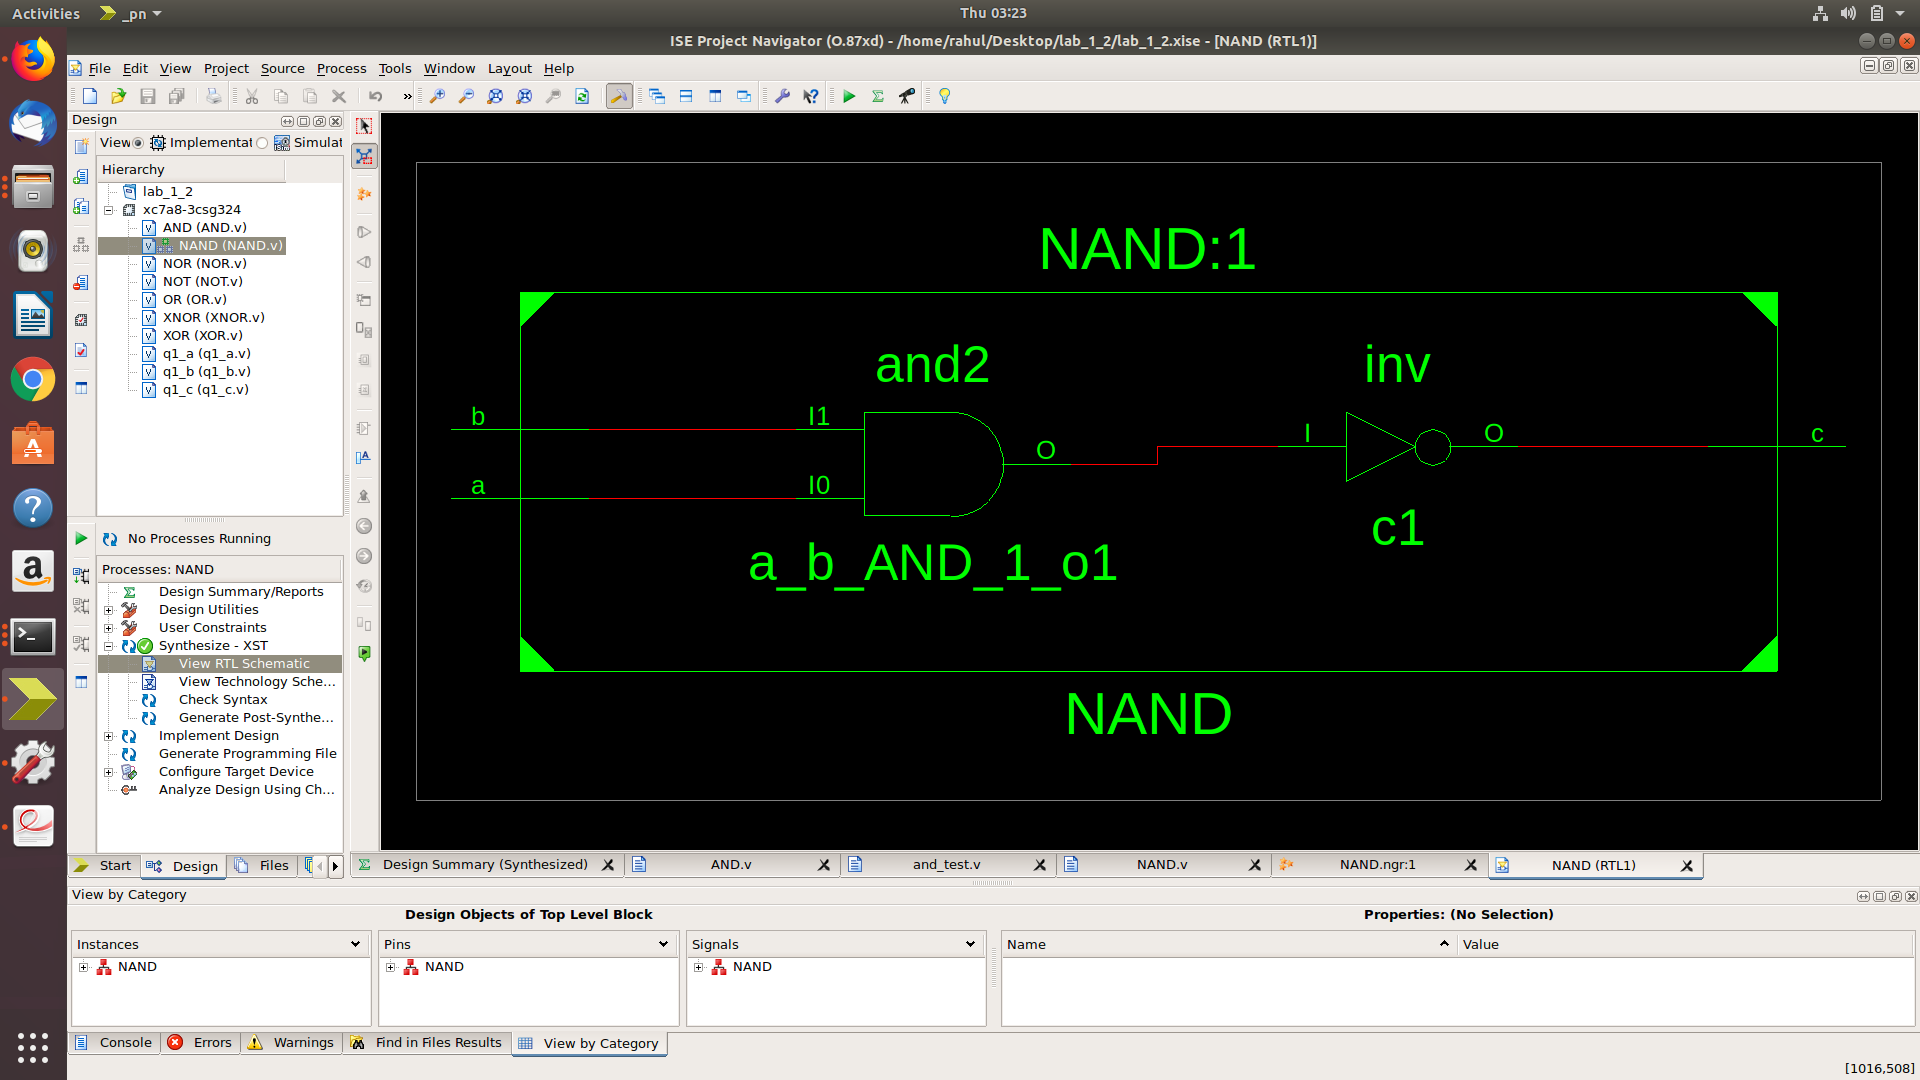 Activities
_pn
Thu 03:23
ISE Project Navigator (O.87xd) - /home/rahul/Desktop/lab_1_2/lab_1_2.xise - [NAND (RTL1)]
File Edit View Project Source Process Tools Window Layout Help
Design
View Implementat Simulat
Hierarchy
lab_1_2
xc7a8-3csg324
AND (AND.v)
NAND (NAND.v)
NOR (NOR.v)
NOT (NOT.v)
OR (OR.v)
XNOR (XNOR.v)
XOR (XOR.v)
q1_a (q1_a.v)
q1_b (q1_b.v)
q1_c (q1_c.v)
No Processes Running
Processes: NAND
Design Summary/Reports
Design Utilities
User Constraints
Synthesize - XST
View RTL Schematic
View Technology Sche...
Check Syntax
Generate Post-Synthe...
Implement Design
Generate Programming File
Configure Target Device
Analyze Design Using Ch...
Start Design Files
NAND:1
and2
inv
b I1
a I0
O
I O
c
a_b_AND_1_o1
c1
NAND
Design Summary (Synthesized) AND.v and_test.v NAND.v NAND.ngr:1 NAND (RTL1)
View by Category
Design Objects of Top Level Block
Properties: (No Selection)
Instances Pins Signals Name Value
NAND NAND NAND
Console Errors Warnings Find in Files Results View by Category
[1016,508]